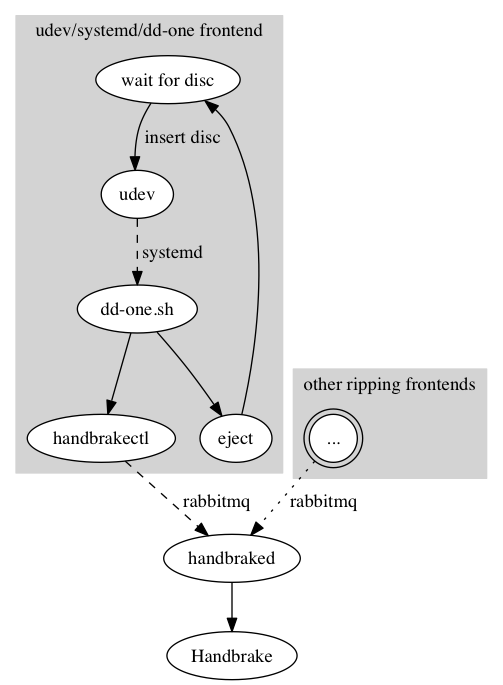 udev/systemd/dd-one frontend
wait for disc
insert disc
udev
systemd
dd-one.sh
handbrakectl
eject
other ripping frontends
...
rabbitmq
rabbitmq
handbraked
Handbrake